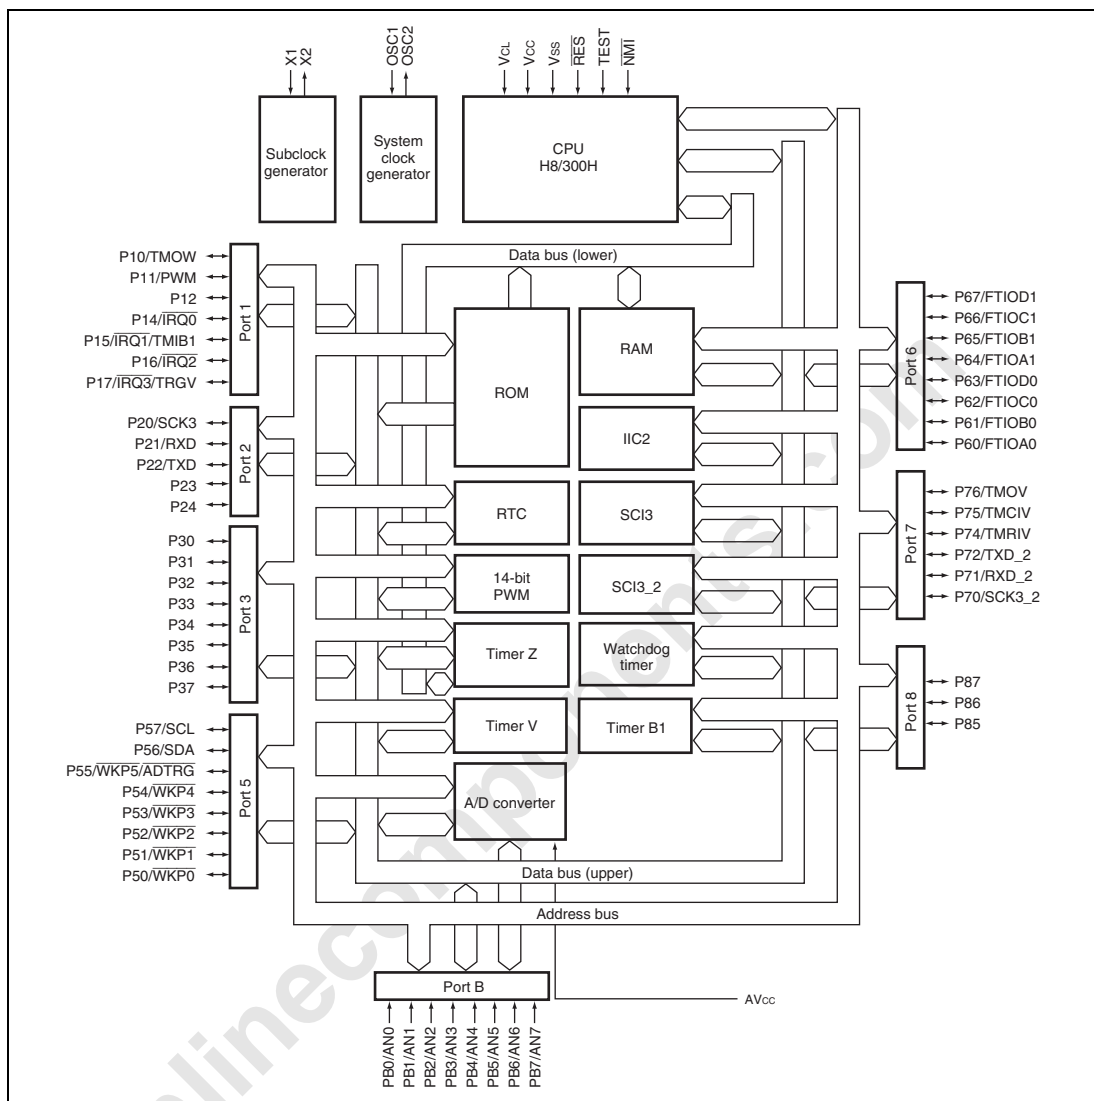 X1
X2
OSC1
OSC2
VCL
VCC
VSS
RES
TEST
NMI
Subclock
generator
System
clock
generator
CPU
H8/300H
Data bus (lower)
P10/TMOW
P11/PWM
P12
P14/IRQ0
P15/IRQ1/TMIB1
P16/IRQ2
P17/IRQ3/TRGV
Port 1
P20/SCK3
P21/RXD
P22/TXD
P23
P24
Port 2
P30
P31
P32
P33
P34
P35
P36
P37
Port 3
P57/SCL
P56/SDA
P55/WKP5/ADTRG
P54/WKP4
P53/WKP3
P52/WKP2
P51/WKP1
P50/WKP0
Port 5
ROM
RAM
IIC2
RTC
SCI3
14-bit
PWM
SCI3_2
Timer Z
Watchdog
timer
Timer V
Timer B1
A/D converter
Port 6
P67/FTIOD1
P66/FTIOC1
P65/FTIOB1
P64/FTIOA1
P63/FTIOD0
P62/FTIOC0
P61/FTIOB0
P60/FTIOA0
Port 7
P76/TMOV
P75/TMCIV
P74/TMRIV
P72/TXD_2
P71/RXD_2
P70/SCK3_2
Port 8
P87
P86
P85
Data bus (upper)
Address bus
Port B
AVCC
PB0/AN0
PB1/AN1
PB2/AN2
PB3/AN3
PB4/AN4
PB5/AN5
PB6/AN6
PB7/AN7
linecomponents.com